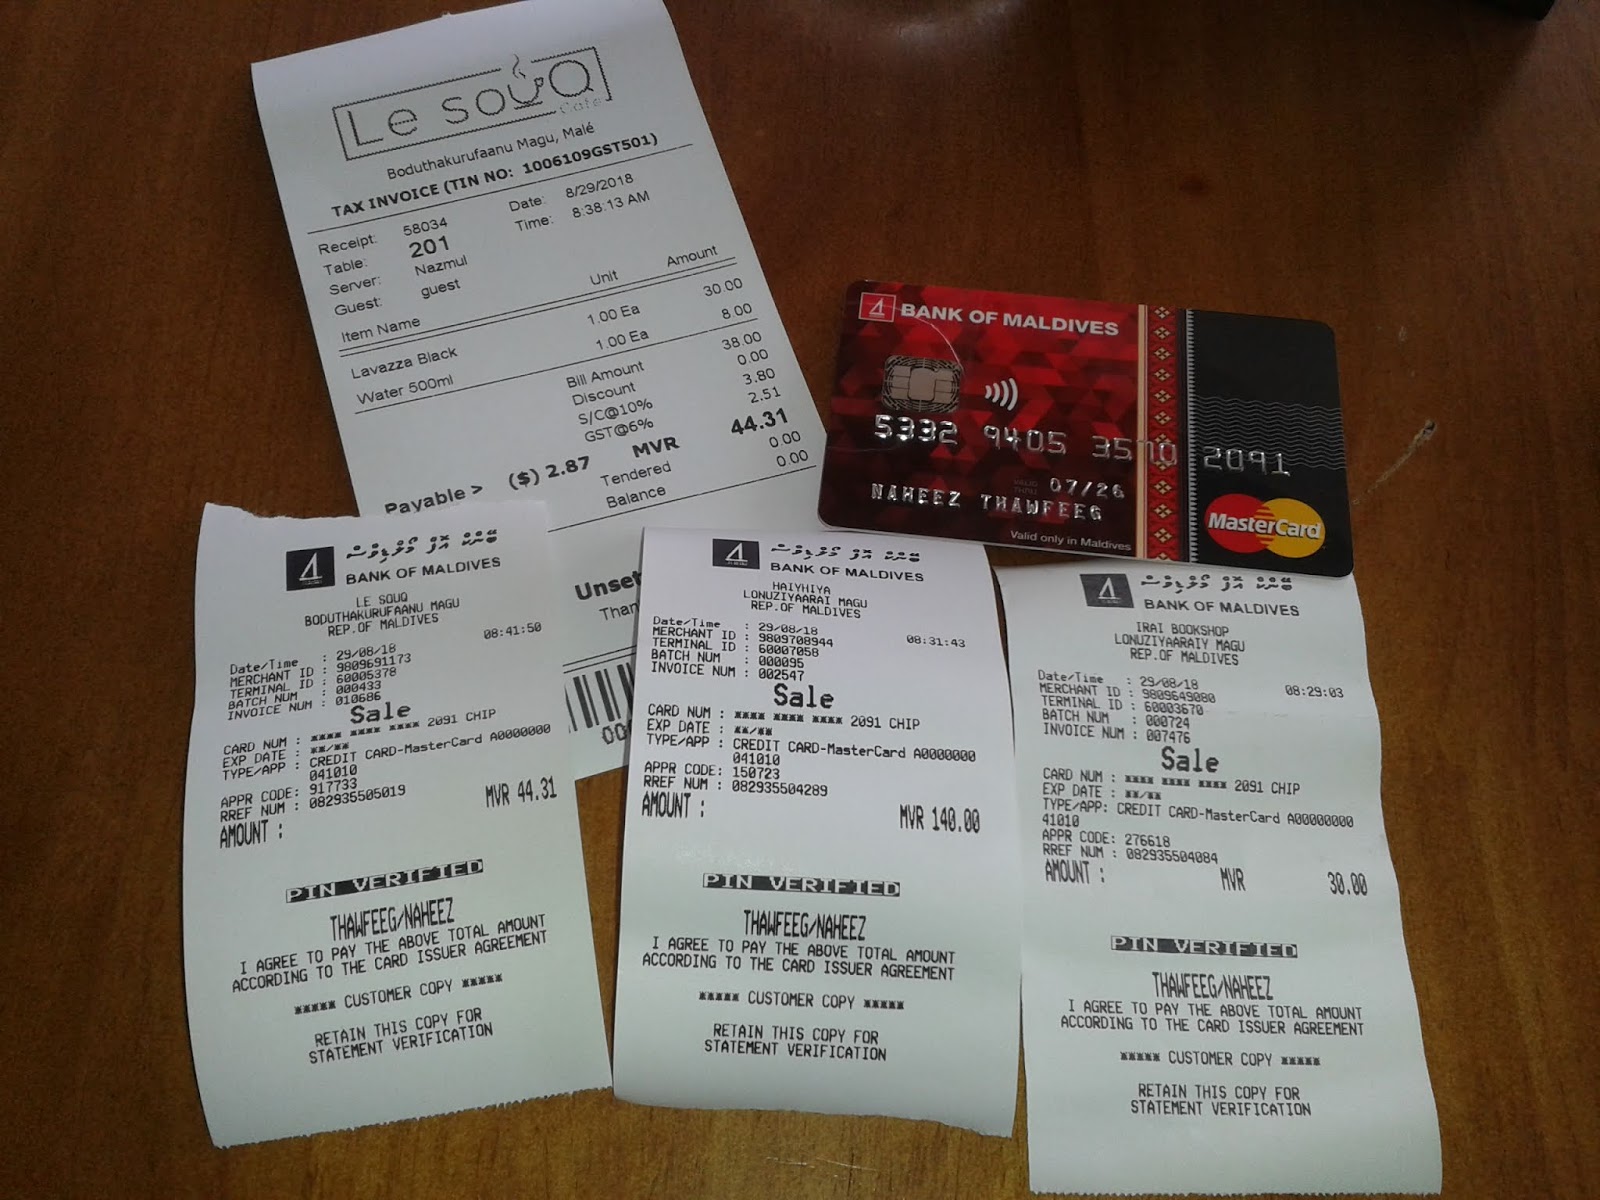 Le souQ
Cafe
Boduthakurufaanu Magu, Malé
TAX INVOICE (TIN NO: 1006109GST501)
Receipt: 58034 Date: 8/29/2018
Table: 201 Time: 8:38:13 AM
Server: Nazmul
Guest: guest
Item Name Unit Amount
Lavazza Black 1.00 Ea 30.00
Water 500ml 1.00 Ea 8.00
Bill Amount 38.00
Discount 0.00
S/C@10% 3.80
GST@6% 2.51
Payable > ($) 2.87 MVR 44.31
Tendered 0.00
Balance 0.00
BANK OF MALDIVES
[card number omitted]
VALID THRU [expiry omitted]
NAHEEZ THAWFEEG
Valid only in Maldives
MasterCard
ބޭންކް އޮފް މޯލްޑިވްސް
BANK OF MALDIVES
LE SOUQ
BODUTHAKURUFAANU MAGU
REP.OF MALDIVES
Date/Time : 29/08/18 08:41:50
MERCHANT ID : 9809691173
TERMINAL ID : 60005378
BATCH NUM : 000433
INVOICE NUM : 010686
Sale
CARD NUM : **** **** **** 2091 CHIP
EXP DATE : **/**
TYPE/APP : CREDIT CARD-MasterCard A0000000
041010
APPR CODE: 917733
RREF NUM : 082935505019
AMOUNT : MVR 44.31
PIN VERIFIED
THAWFEEG/NAHEEZ
I AGREE TO PAY THE ABOVE TOTAL AMOUNT
ACCORDING TO THE CARD ISSUER AGREEMENT
***** CUSTOMER COPY *****
RETAIN THIS COPY FOR
STATEMENT VERIFICATION
ބޭންކް އޮފް މޯލްޑިވްސް
BANK OF MALDIVES
HAIYHIYA
LONUZIYAARAI MAGU
REP.OF MALDIVES
Date/Time : 29/08/18 08:31:43
MERCHANT ID : 9809708944
TERMINAL ID : 60007058
BATCH NUM : 000095
INVOICE NUM : 002547
Sale
CARD NUM : **** **** **** 2091 CHIP
EXP DATE : **/**
TYPE/APP : CREDIT CARD-MasterCard A0000000
041010
APPR CODE: 150723
RREF NUM : 082935504289
AMOUNT : MVR 140.00
PIN VERIFIED
THAWFEEG/NAHEEZ
I AGREE TO PAY THE ABOVE TOTAL AMOUNT
ACCORDING TO THE CARD ISSUER AGREEMENT
***** CUSTOMER COPY *****
RETAIN THIS COPY FOR
STATEMENT VERIFICATION
ބޭންކް އޮފް މޯލްޑިވްސް
BANK OF MALDIVES
IRAI BOOKSHOP
LONUZIYAARAIY MAGU
REP.OF MALDIVES
Date/Time : 29/08/18 08:29:03
MERCHANT ID : 9809649080
TERMINAL ID : 60003670
BATCH NUM : 000724
INVOICE NUM : 007476
Sale
CARD NUM : **** **** **** 2091 CHIP
EXP DATE : **/**
TYPE/APP: CREDIT CARD-MasterCard A00000000
41010
APPR CODE: 276618
RREF NUM : 082935504084
AMOUNT : MVR 30.00
PIN VERIFIED
THAWFEEG/NAHEEZ
I AGREE TO PAY THE ABOVE TOTAL AMOUNT
ACCORDING TO THE CARD ISSUER AGREEMENT
***** CUSTOMER COPY *****
RETAIN THIS COPY FOR
STATEMENT VERIFICATION